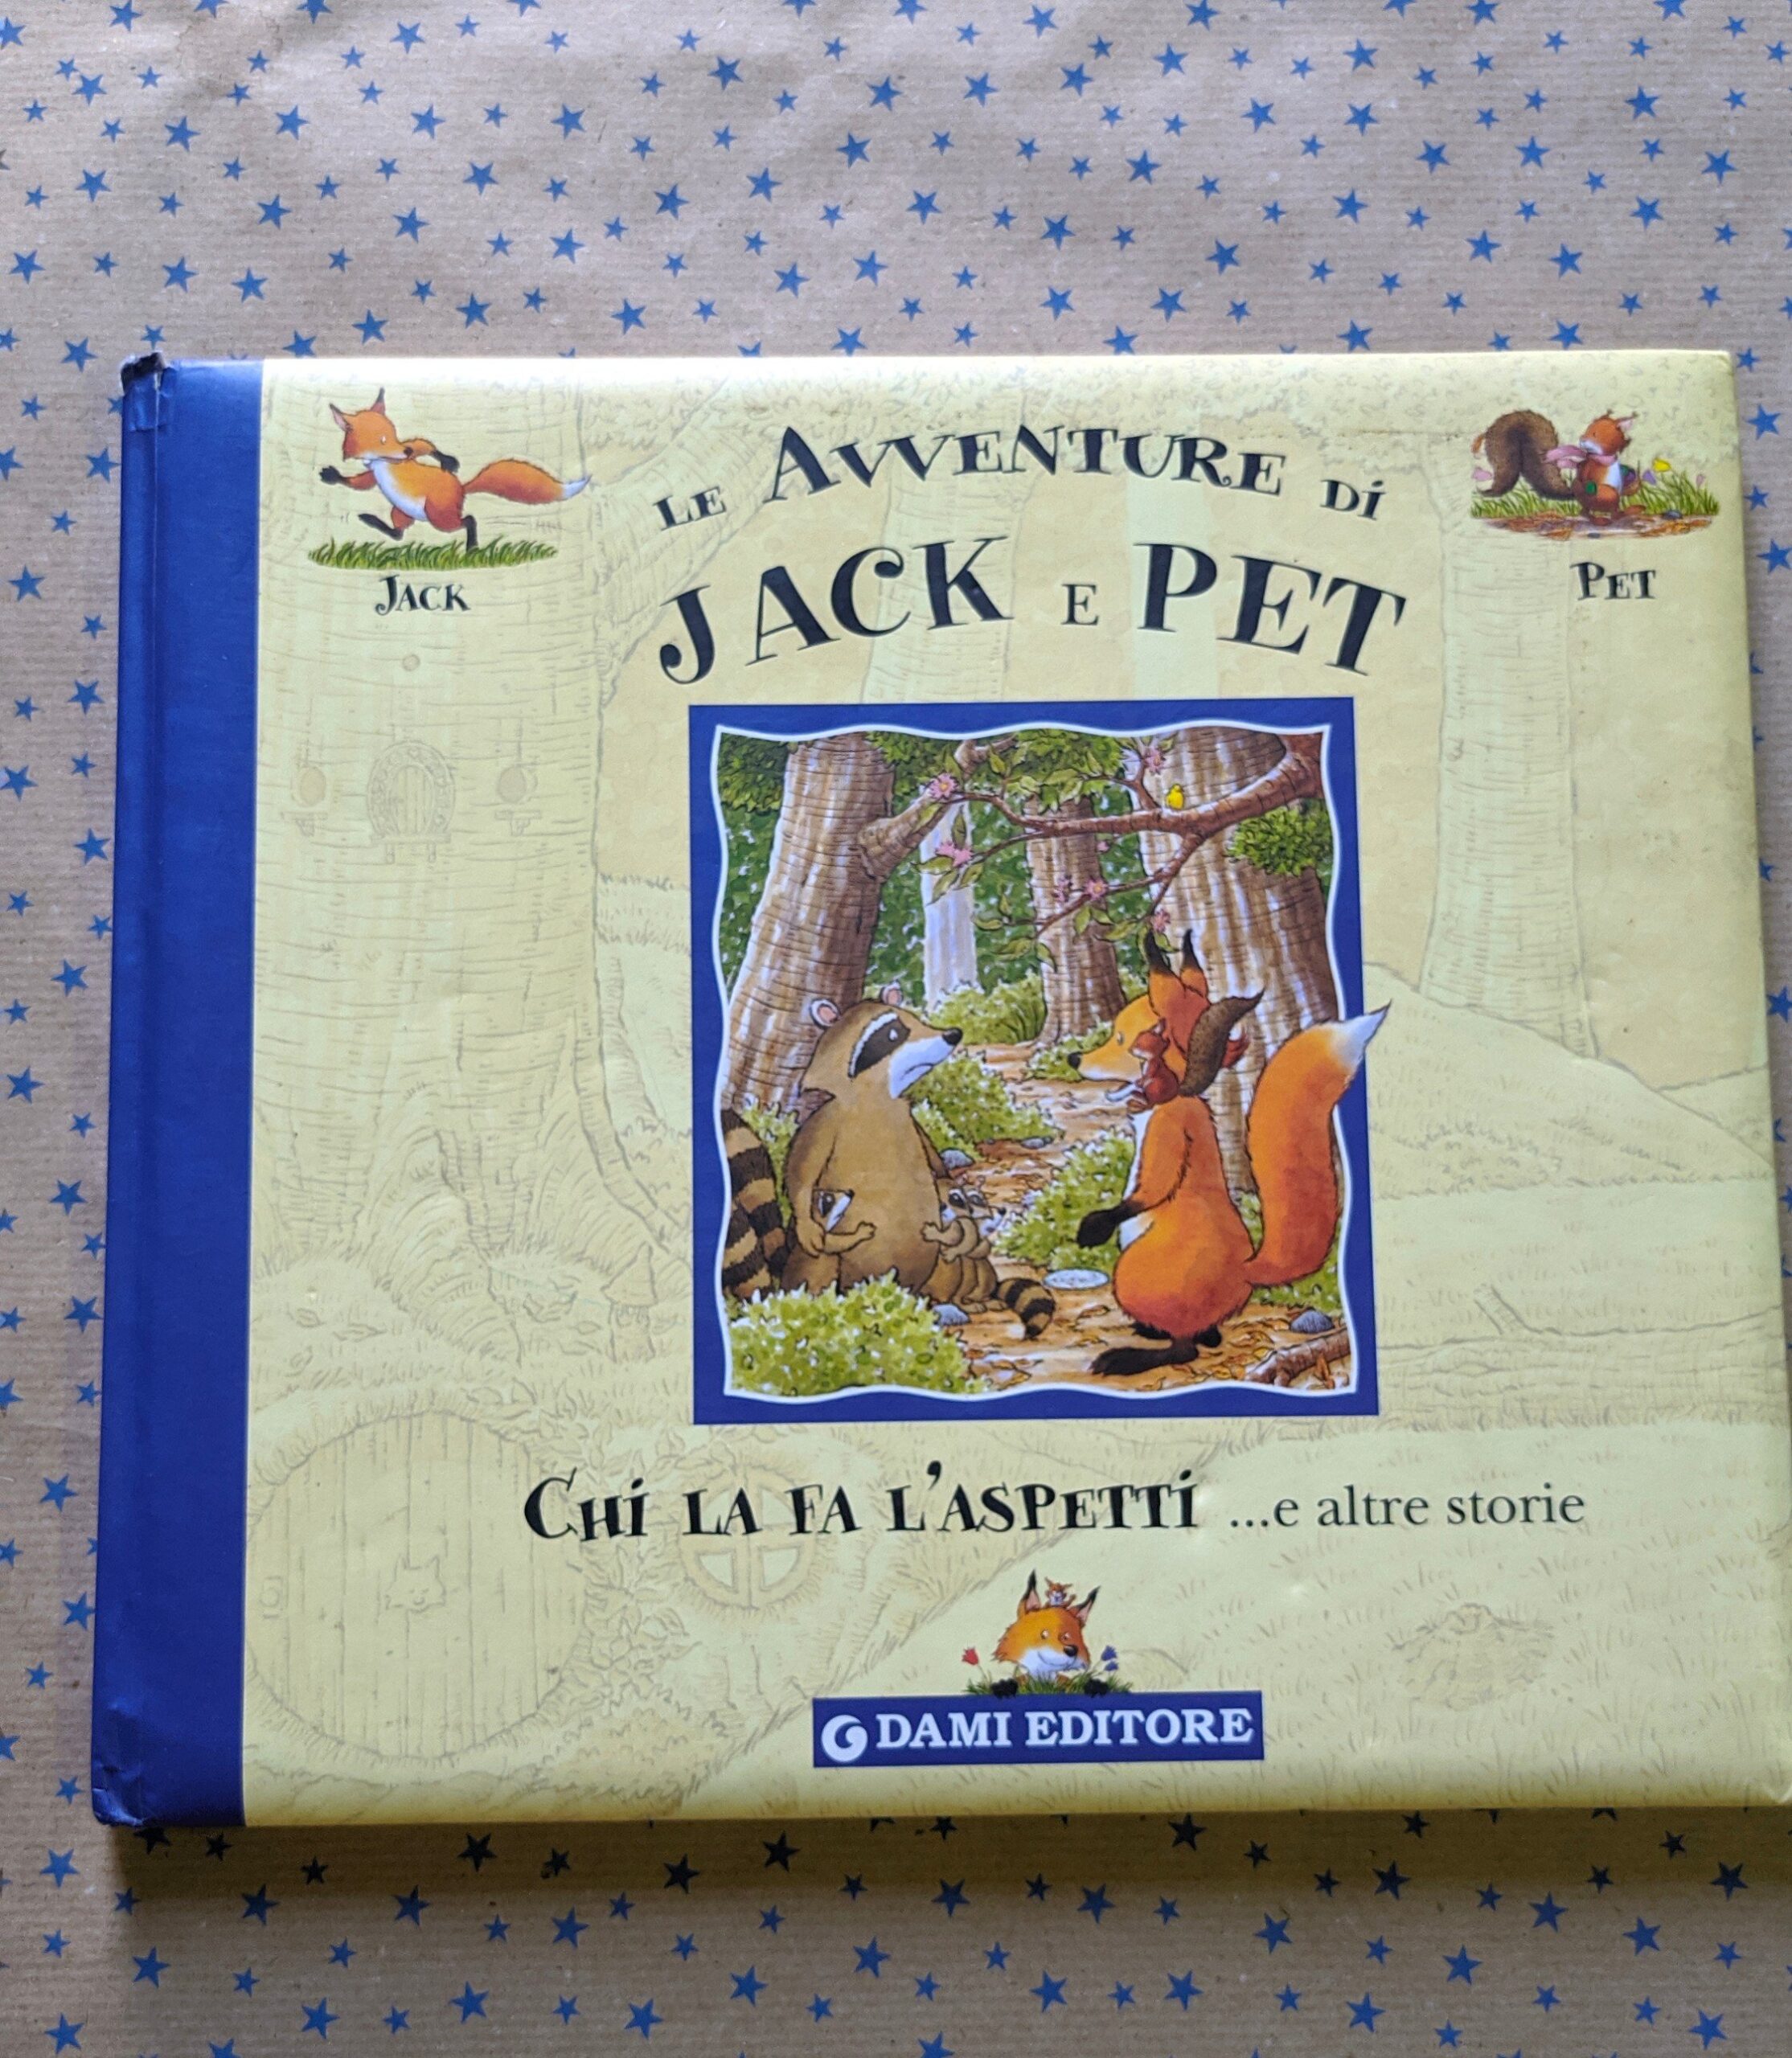 LE AVVENTURE Di
JACK E PET
JACK
PET
CHi LA FA L'ASPETTi ...e altre storie
DAMI EDITORE